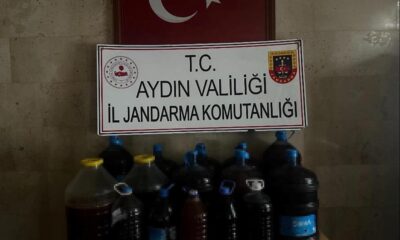 T.C.
AYDIN VALİLİĞİ
İL JANDARMA KOMUTANLIĞI